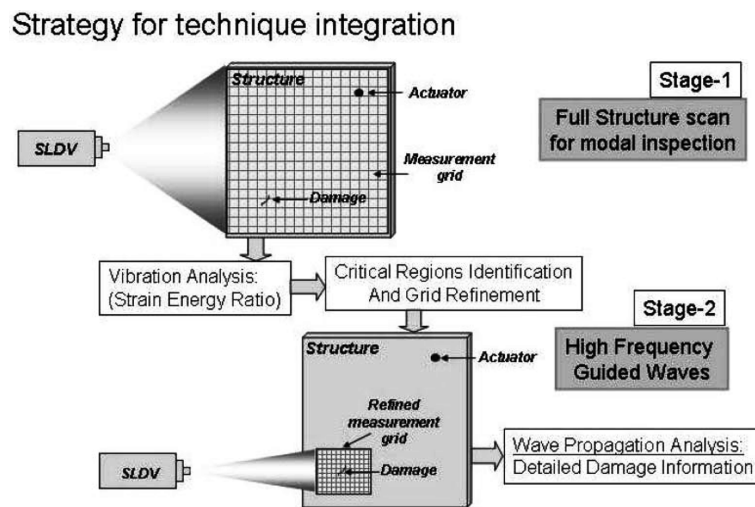 Strategy for technique integration
Structure
Actuator
Stage-1
Full Structure scan
for modal inspection
SLDV
Measurement
grid
Damage
Vibration Analysis:
(Strain Energy Ratio)
Critical Regions Identification
And Grid Refinement
Stage-2
High Frequency
Guided Waves
Structure
Actuator
Refined
measurement
grid
SLDV
Damage
Wave Propagation Analysis:
Detailed Damage Information